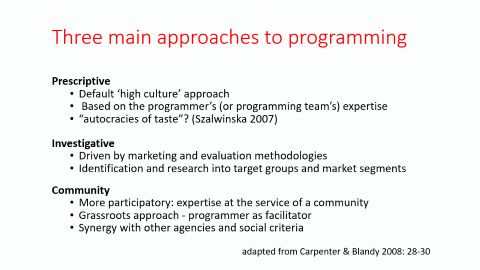 Three main approaches to programming
Prescriptive
• Default ‘high culture’ approach
• Based on the programmer’s (or programming team’s) expertise
• “autocracies of taste”? (Szalwinska 2007)
Investigative
• Driven by marketing and evaluation methodologies
• Identification and research into target groups and market segments
Community
• More participatory: expertise at the service of a community
• Grassroots approach - programmer as facilitator
• Synergy with other agencies and social criteria
adapted from Carpenter & Blandy 2008: 28-30